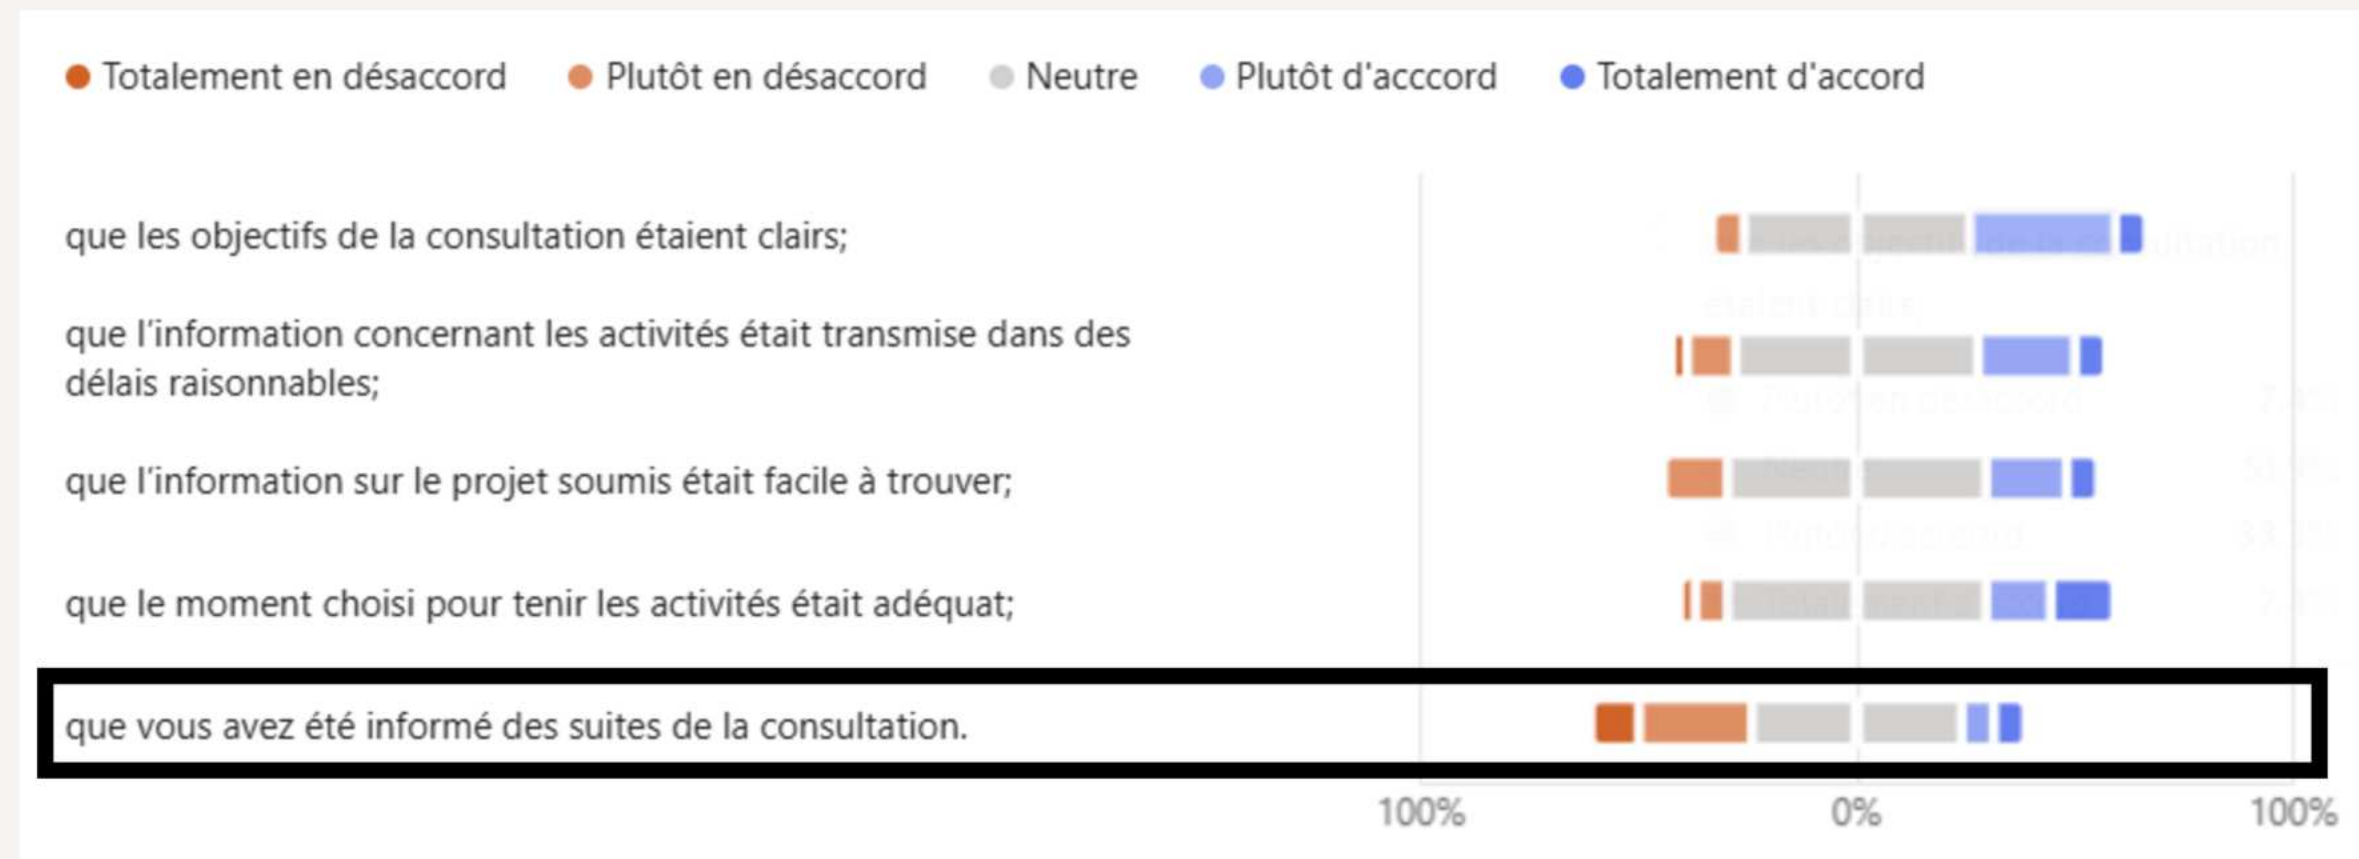 Totalement en désaccord Plutôt en désaccord Neutre Plutôt d'acccord Totalement d'accord
que les objectifs de la consultation étaient clairs;
que l'information concernant les activités était transmise dans des
délais raisonnables;
que l'information sur le projet soumis était facile à trouver;
que le moment choisi pour tenir les activités était adéquat;
que vous avez été informé des suites de la consultation.
100% 0% 100%